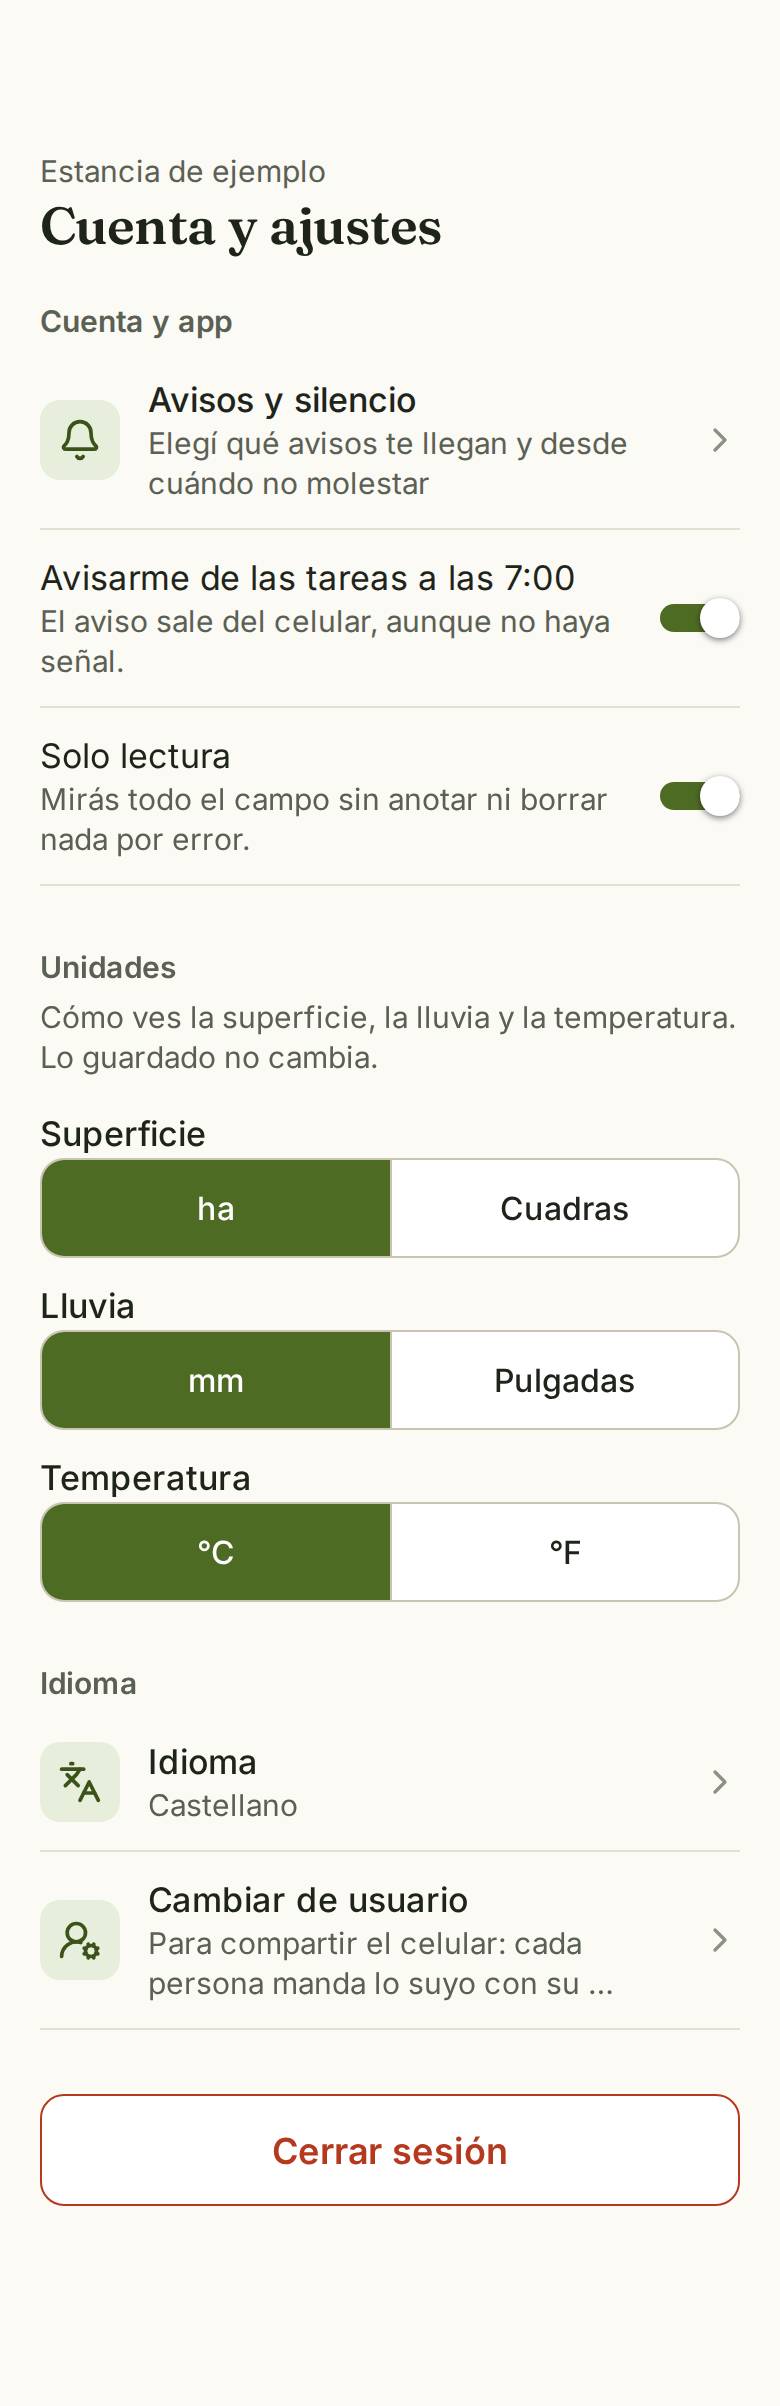 Estancia de ejemplo
Cuenta y ajustes
Cuenta y app
Avisos y silencio
Elegí qué avisos te llegan y desde
cuándo no molestar
Avisarme de las tareas a las 7:00
El aviso sale del celular, aunque no haya
señal.
Solo lectura
Mirás todo el campo sin anotar ni borrar
nada por error.
Unidades
Cómo ves la superficie, la lluvia y la temperatura.
Lo guardado no cambia.
Superficie
ha
Cuadras
Lluvia
mm
Pulgadas
Temperatura
°C
°F
Idioma
Idioma
Castellano
Cambiar de usuario
Para compartir el celular: cada
persona manda lo suyo con su ...
Cerrar sesión